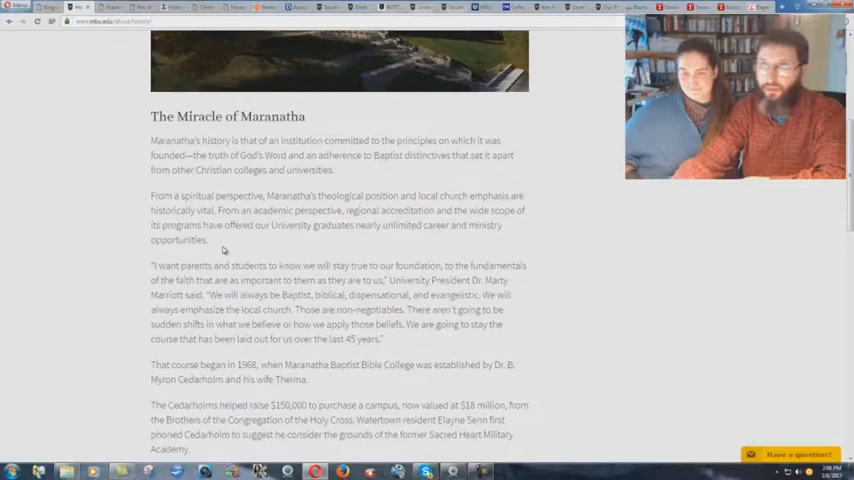 Menu
www.mbu.edu/about/history/
The Miracle of Maranatha
Maranatha's history is that of an institution committed to the principles on which it was
founded—the truth of God's Word and an adherence to Baptist distinctives that set it apart
from other Christian colleges and universities.
From a spiritual perspective, Maranatha's theological position and local church emphasis are
historically vital. From an academic perspective, regional accreditation and the wide scope of
its programs have offered our University graduates nearly unlimited career and ministry
opportunities.
"I want parents and students to know we will stay true to our foundation, to the fundamentals
of the faith that are as important to them as they are to us," University President Dr. Marty
Marriott said. "We will always be Baptist, biblical, dispensational, and evangelistic. We will
always emphasize the local church. Those are non-negotiables. There aren't going to be
sudden shifts in what we believe or how we apply those beliefs. We are going to stay the
course that has been laid out for us over the last 45 years."
That course began in 1968, when Maranatha Baptist Bible College was established by Dr. B.
Myron Cedarholm and his wife Thelma.
The Cedarholms helped raise $150,000 to purchase a campus, now valued at $18 million, from
the Brothers of the Congregation of the Holy Cross. Watertown resident Elayne Senn first
phoned Cedarholm to suggest he consider the grounds of the former Sacred Heart Military
Academy.
Have a question?
2:00 PM